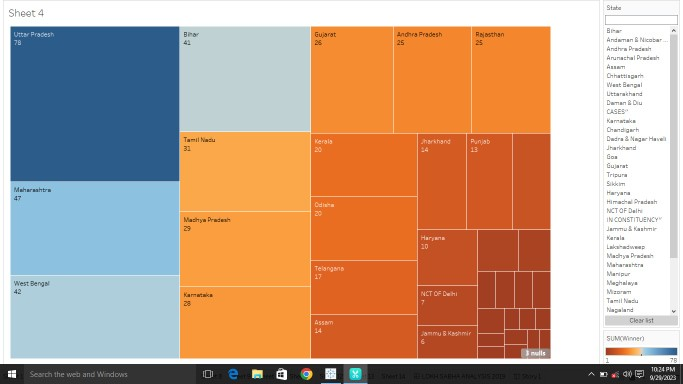 Sheet 4
Uttar Pradesh
78
Maharashtra
47
West Bengal
42
Bihar
41
Tamil Nadu
31
Madhya Pradesh
29
Karnataka
28
Gujarat
26
Andhra Pradesh
25
Rajasthan
25
Kerala
20
Odisha
20
Telangana
17
Assam
14
Jharkhand
14
Punjab
13
Haryana
10
NCT OF Delhi
7
Jammu & Kashmir
6
3 nulls
State
Bihar
Andaman & Nicobar ...
Andhra Pradesh
Arunachal Pradesh
Assam
Chhattisgarh
West Bengal
Uttarakhand
Daman & Diu
CASES"
Karnataka
Chandigarh
Dadra & Nagar Haveli
Jharkhand
Goa
Gujarat
Tripura
Sikkim
Haryana
Himachal Pradesh
NCT OF Delhi
IN CONSTITUENCY"
Jammu & Kashmir
Kerala
Lakshadweep
Madhya Pradesh
Maharashtra
Manipur
Meghalaya
Mizoram
Tamil Nadu
Nagaland
Clear list
SUM(Winner)
1 78
Search the web and Windows
10:24 PM
9/29/2023